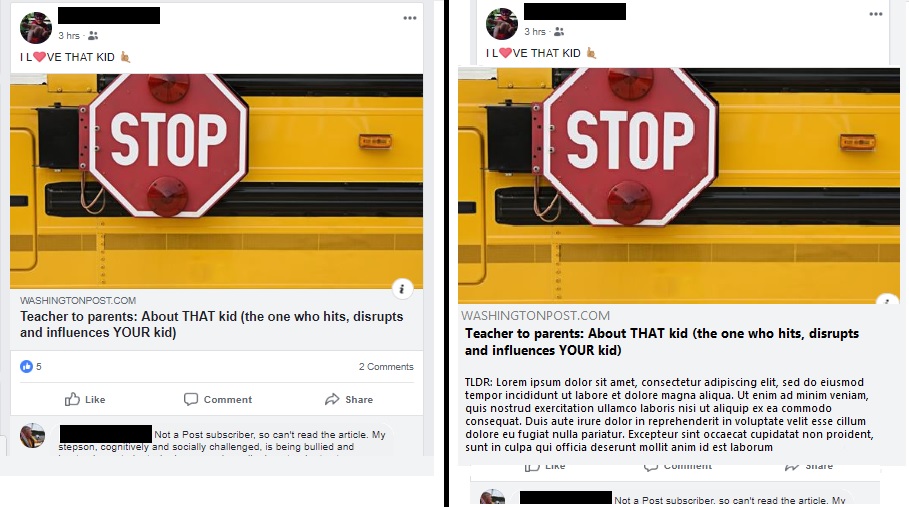 3 hrs ·
I L❤VE THAT KID 🤙🏽
STOP
WASHINGTONPOST.COM
Teacher to parents: About THAT kid (the one who hits, disrupts
and influences YOUR kid)
5
2 Comments
Like
Comment
Share
Not a Post subscriber, so can't read the article. My
stepson, cognitively and socially challenged, is being bullied and
3 hrs ·
I L❤VE THAT KID 🤙🏽
STOP
WASHINGTONPOST.COM
Teacher to parents: About THAT kid (the one who hits, disrupts
and influences YOUR kid)
TLDR: Lorem ipsum dolor sit amet, consectetur adipiscing elit, sed do eiusmod
tempor incididunt ut labore et dolore magna aliqua. Ut enim ad minim veniam,
quis nostrud exercitation ullamco laboris nisi ut aliquip ex ea commodo
consequat. Duis aute irure dolor in reprehenderit in voluptate velit esse cillum
dolore eu fugiat nulla pariatur. Excepteur sint occaecat cupidatat non proident,
sunt in culpa qui officia deserunt mollit anim id est laborum
Like
Comment
Share
Not a Post subscriber, so can't read the article. My